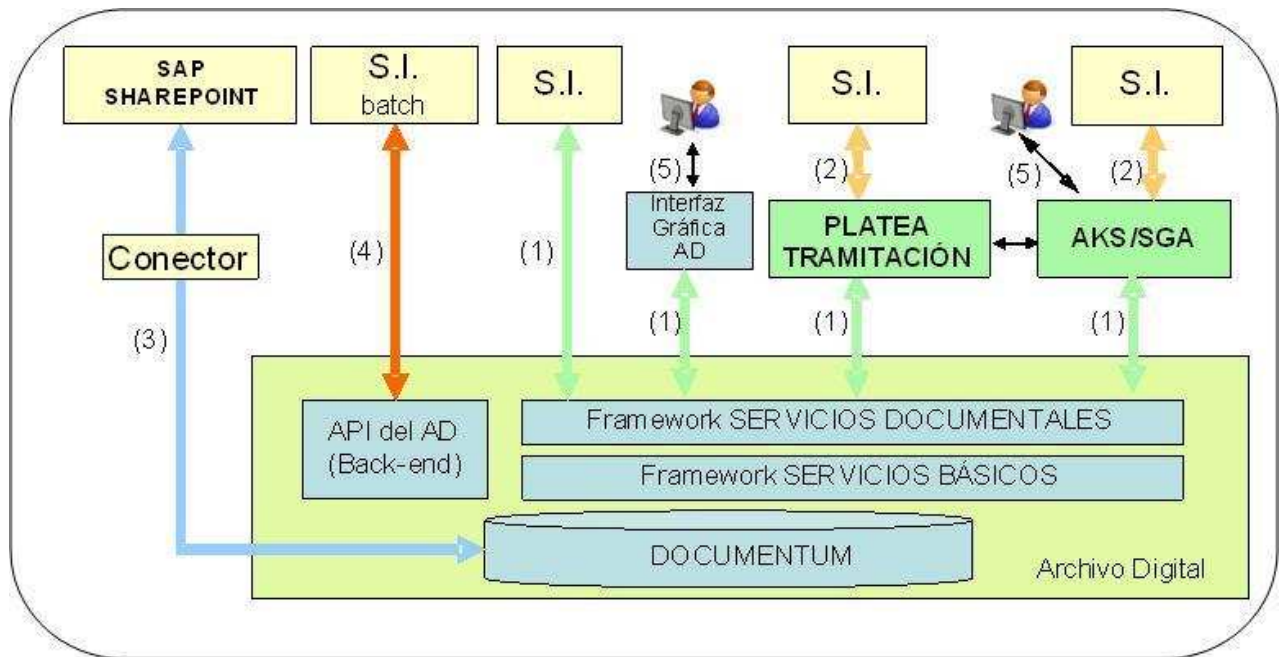 SAP
SHAREPOINT
S.I.
batch
S.I.
S.I.
S.I.
(5)
(2)
(5)
(2)
Interfaz
Gráfica
AD
PLATEA
TRAMITACIÓN
AKS/SGA
Conector
(4)
(1)
(3)
(1)
(1)
(1)
API del AD
(Back-end)
Framework SERVICIOS DOCUMENTALES
Framework SERVICIOS BÁSICOS
DOCUMENTUM
Archivo Digital